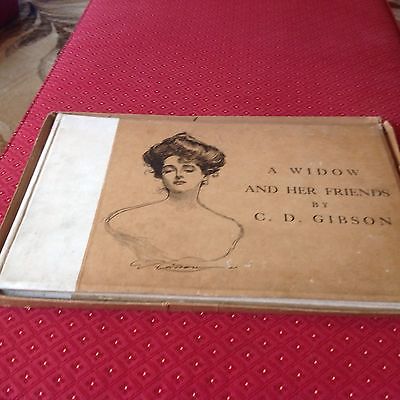 A WIDOW
AND HER FRIENDS
BY
C. D. GIBSON